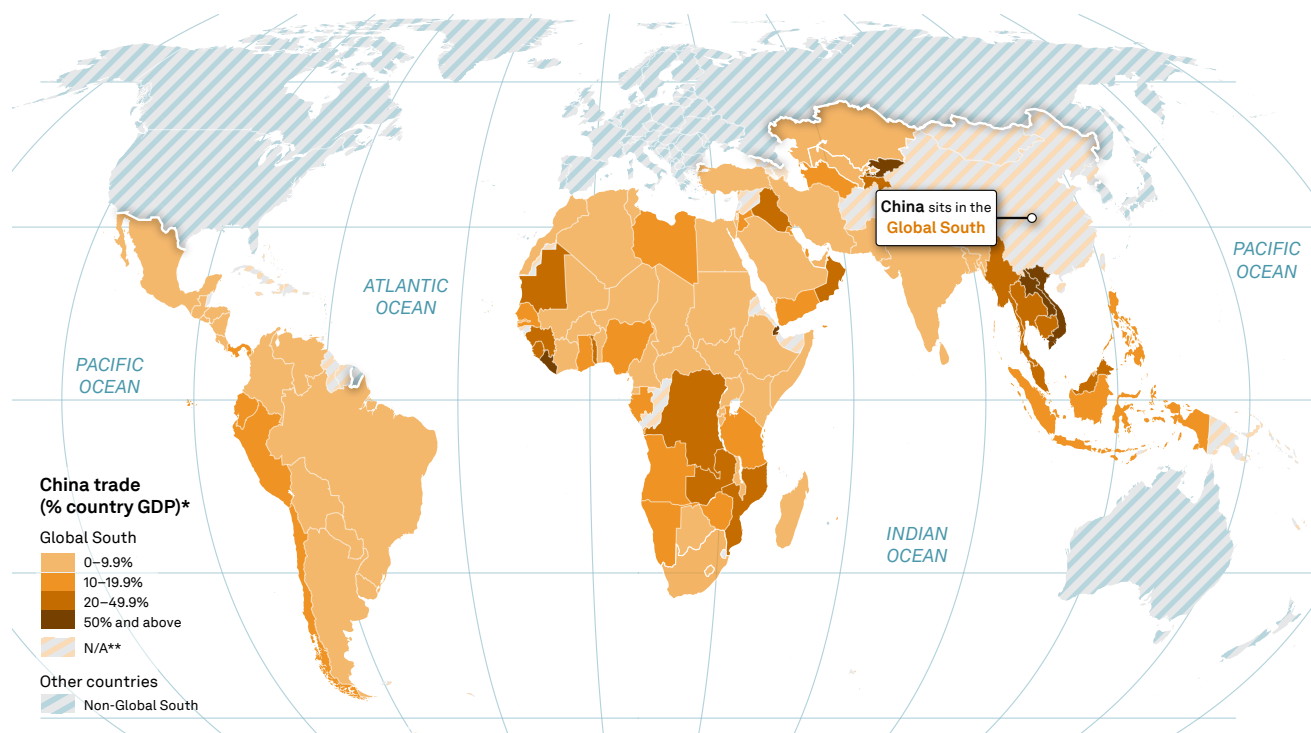 China sits in the
Global South
PACIFIC
OCEAN
ATLANTIC
OCEAN
PACIFIC
OCEAN
INDIAN
OCEAN
China trade
(% country GDP)*
Global South
0–9.9%
10–19.9%
20–49.9%
50% and above
N/A**
Other countries
Non-Global South